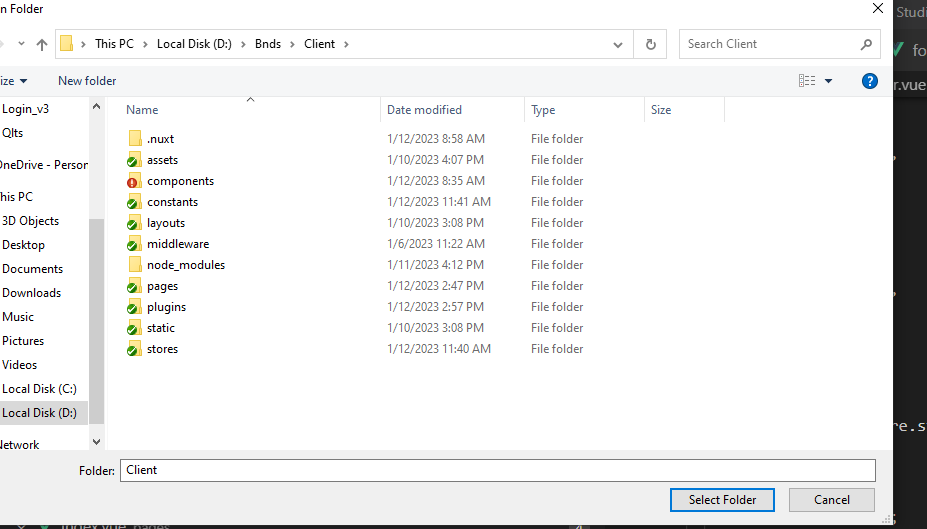 n Folder
Studi
This PC > Local Disk (D:) > Bnds > Client >
Search Client
fo
ize
New folder
r.vue
Name
Date modified
Type
Size
Login_v3
Qlts
OneDrive - Person
his PC
3D Objects
Desktop
Documents
Downloads
Music
Pictures
Videos
Local Disk (C:)
Local Disk (D:)
Network
.nuxt 1/12/2023 8:58 AM File folder
assets 1/10/2023 4:07 PM File folder
components 1/12/2023 8:35 AM File folder
constants 1/12/2023 11:41 AM File folder
layouts 1/10/2023 3:08 PM File folder
middleware 1/6/2023 11:22 AM File folder
node_modules 1/11/2023 4:12 PM File folder
pages 1/12/2023 2:47 PM File folder
plugins 1/12/2023 2:57 PM File folder
static 1/10/2023 3:08 PM File folder
stores 1/12/2023 11:40 AM File folder
re.s
Folder: Client
Select Folder
Cancel
index.vue pages
4